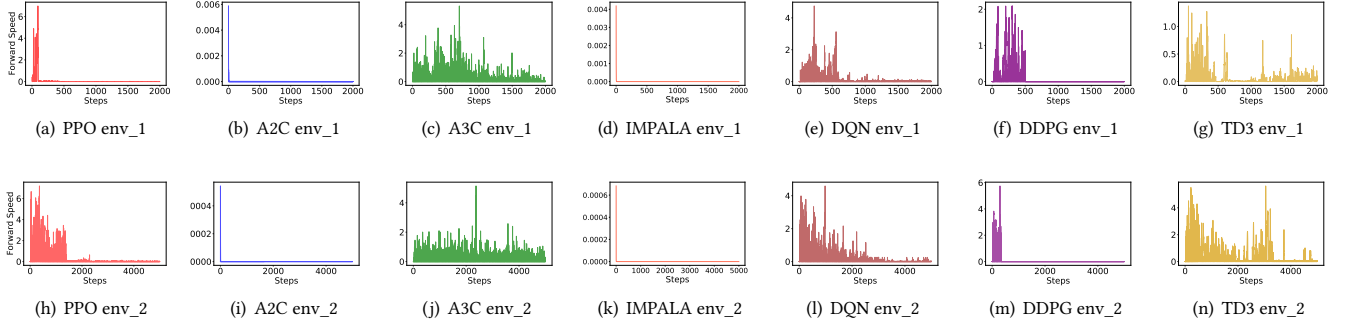 Forward Speed
6
4
2
0
0 500 1000 1500 2000
Steps
(a) PPO env_1
0.006
0.004
0.002
0.000
0 500 1000 1500 2000
Steps
(b) A2C env_1
4
2
0
0 500 1000 1500 2000
Steps
(c) A3C env_1
0.004
0.003
0.002
0.001
0.000
0 500 1000 1500 2000
Steps
(d) IMPALA env_1
4
2
0
0 500 1000 1500 2000
Steps
(e) DQN env_1
2
1
0
0 500 1000 1500 2000
Steps
(f) DDPG env_1
1.0
0.5
0.0
0 500 1000 1500 2000
Steps
(g) TD3 env_1
Forward Speed
6
4
2
0
0 2000 4000
Steps
(h) PPO env_2
0.0004
0.0002
0.0000
0 2000 4000
Steps
(i) A2C env_2
4
2
0
0 2000 4000
Steps
(j) A3C env_2
0.0006
0.0004
0.0002
0.0000
0 1000 2000 3000 4000 5000
Steps
(k) IMPALA env_2
4
2
0
0 2000 4000
Steps
(l) DQN env_2
6
4
2
0
0 2000 4000
Steps
(m) DDPG env_2
4
2
0
0 2000 4000
Steps
(n) TD3 env_2